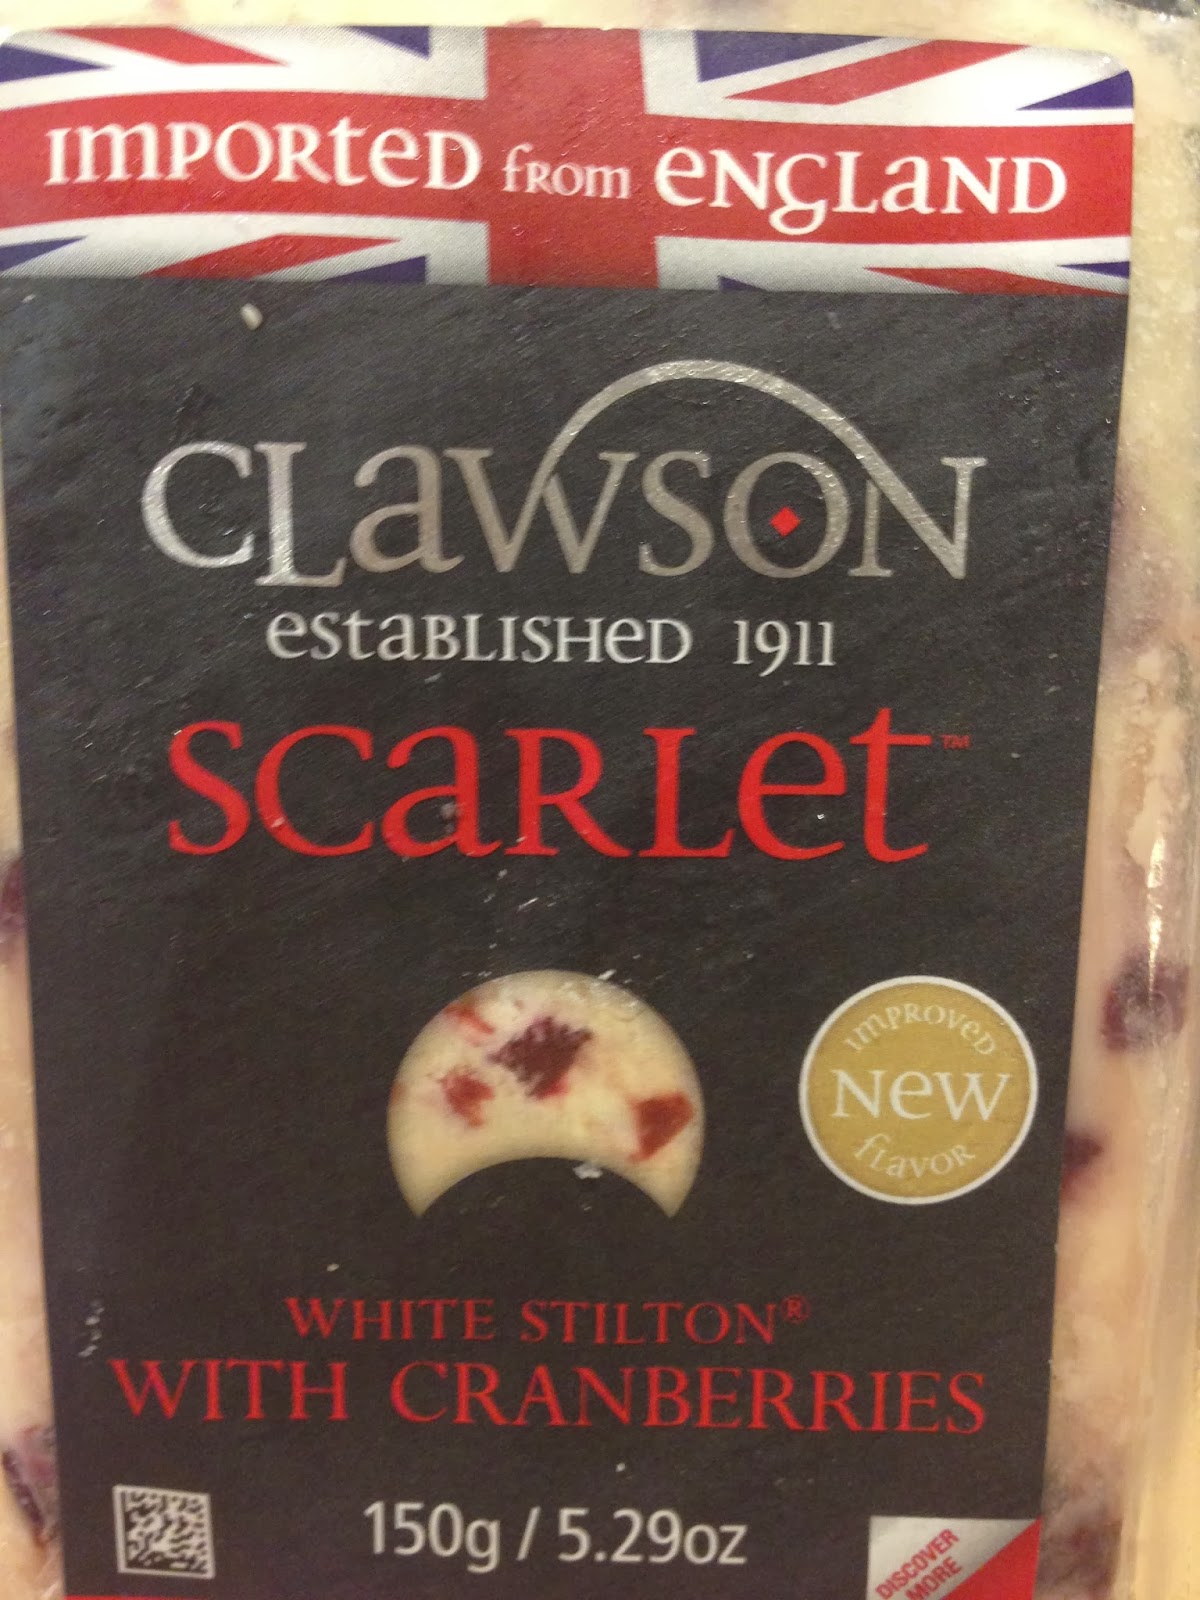 IMPORTED FROM ENGLAND
CLAWSON
ESTABLISHED 1911
SCARLET™
IMPROVED
NEW
FLAVOR
WHITE STILTON®
WITH CRANBERRIES
150g / 5.29oz
DISCOVER
MORE